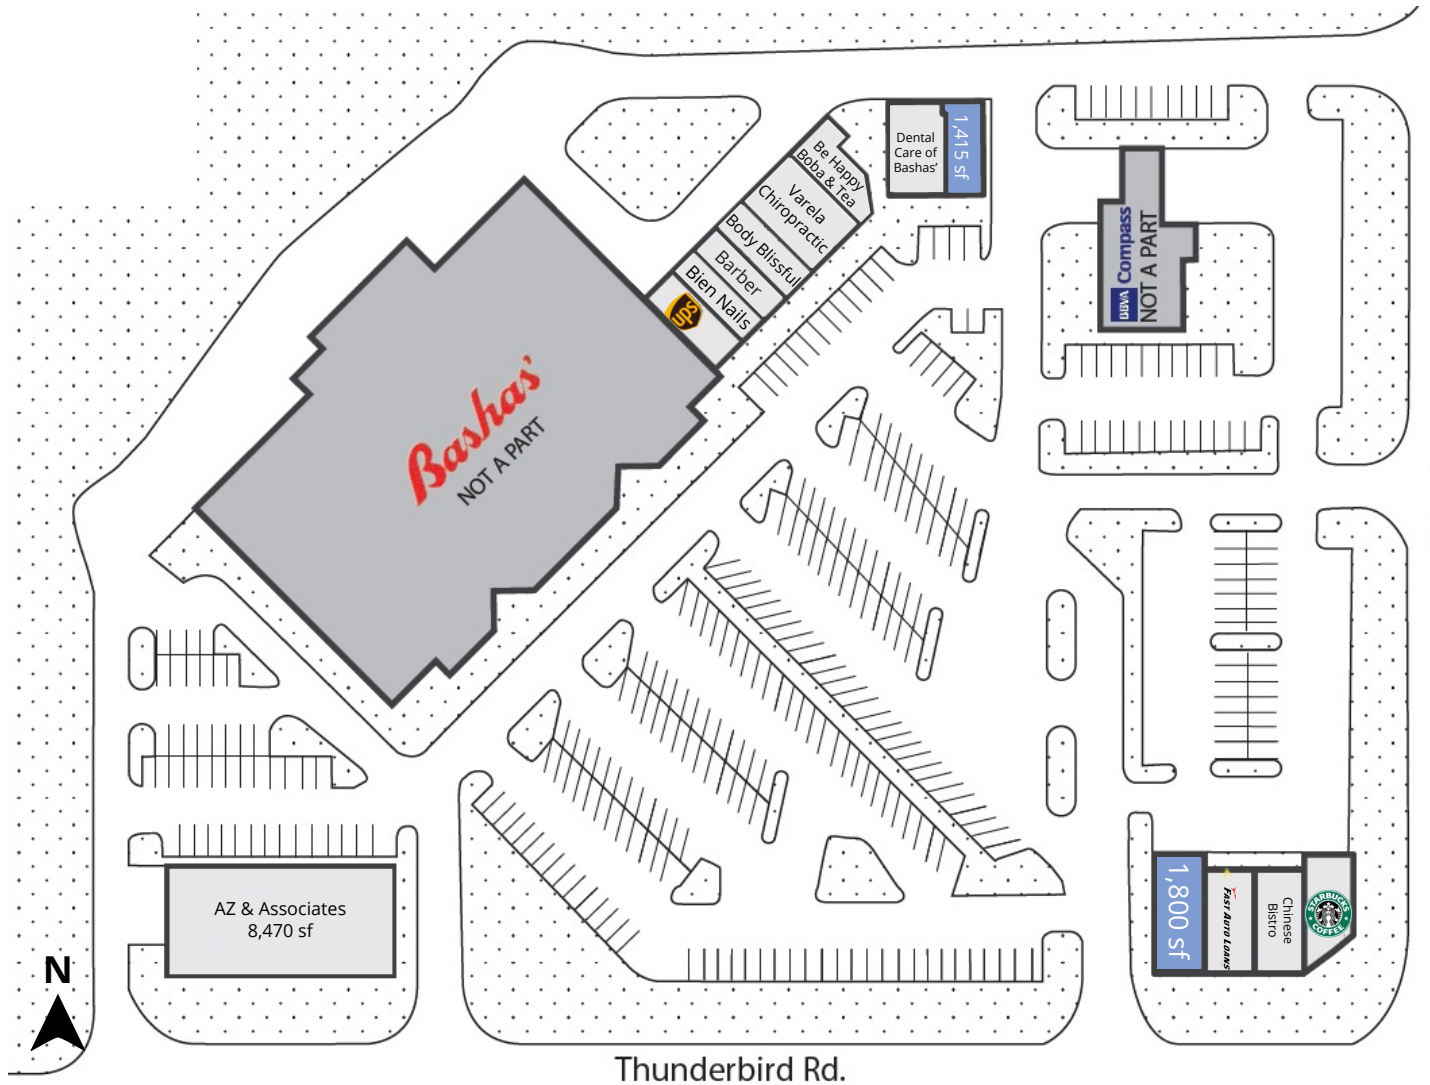 Dental
Care of
Bashas'
1,415 sf
Be Happy
Boba & Tea
Varela
Chiropractic
Body Blissful
Barber
Bien Nails
ups
BBVA Compass
NOT A PART
Bashas'
NOT A PART
AZ & Associates
8,470 sf
1,800 sf
FAST AUTO LOANS
Chinese
Bistro
STARBUCKS
COFFEE
N
Thunderbird Rd.